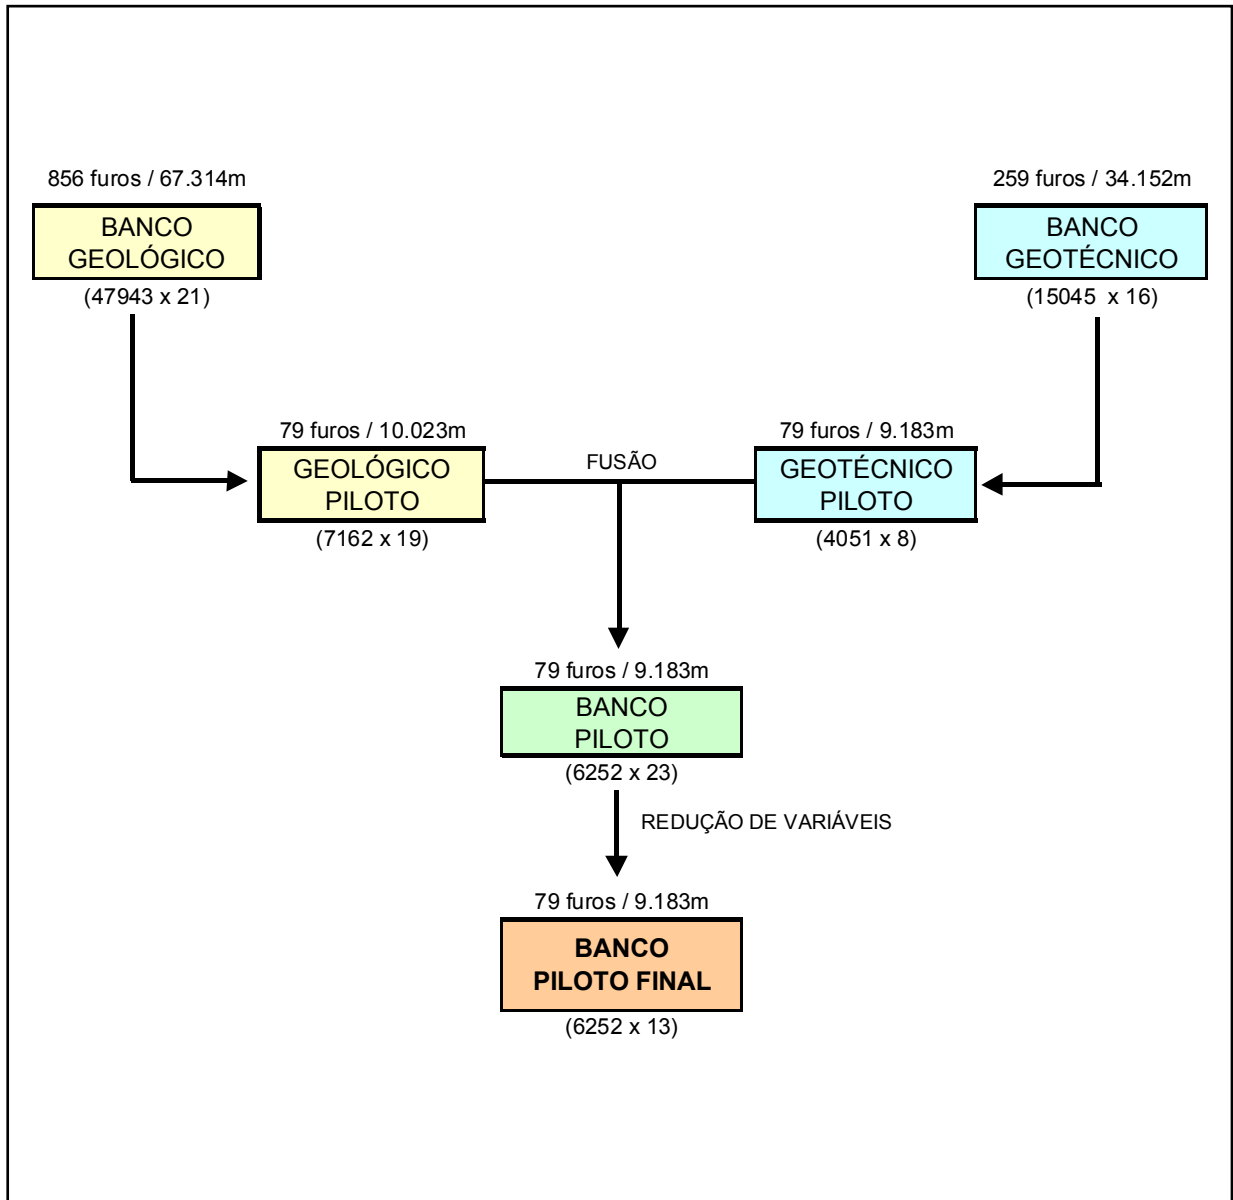 856 furos / 67.314m
BANCO
GEOLÓGICO
(47943 x 21)
259 furos / 34.152m
BANCO
GEOTÉCNICO
(15045  x 16)
79 furos / 10.023m
GEOLÓGICO
PILOTO
(7162 x 19)
FUSÃO
79 furos / 9.183m
GEOTÉCNICO
PILOTO
(4051 x 8)
79 furos / 9.183m
BANCO
PILOTO
(6252 x 23)
REDUÇÃO DE VARIÁVEIS
79 furos / 9.183m
BANCO
PILOTO FINAL
(6252 x 13)